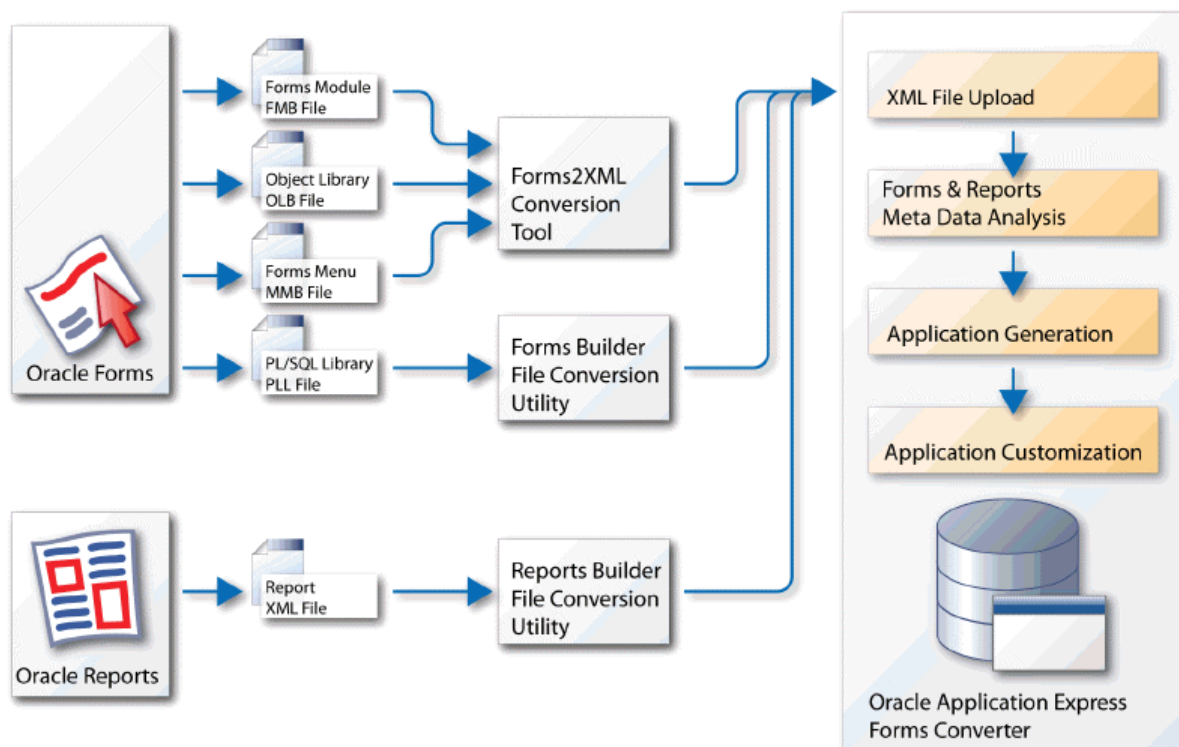 Forms Module
FMB File
Object Library
OLB File
Forms Menu
MMB File
PL/SQL Library
PLL File
Oracle Forms
Forms2XML
Conversion
Tool
Forms Builder
File Conversion
Utility
Report
XML File
Reports Builder
File Conversion
Utility
Oracle Reports
XML File Upload
Forms & Reports
Meta Data Analysis
Application Generation
Application Customization
Oracle Application Express
Forms Converter